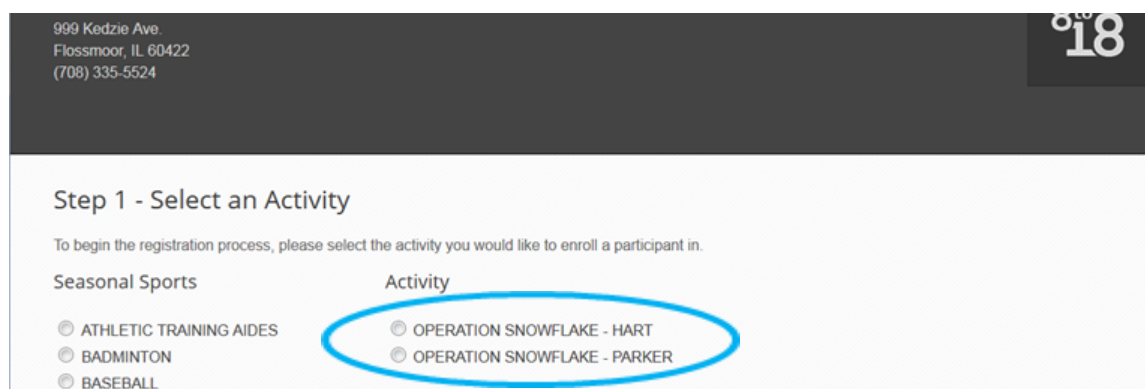 999 Kedzie Ave.
Flossmoor, IL 60422
(708) 335-5524
8to18
Step 1 - Select an Activity
To begin the registration process, please select the activity you would like to enroll a participant in.
Seasonal Sports
ATHLETIC TRAINING AIDES
BADMINTON
BASEBALL
Activity
OPERATION SNOWFLAKE - HART
OPERATION SNOWFLAKE - PARKER